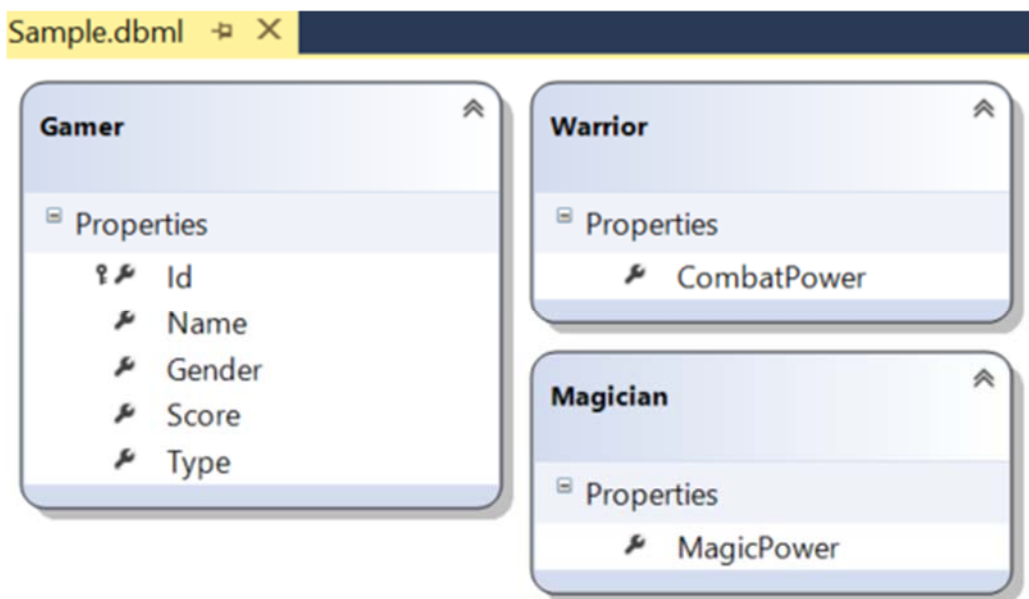 Sample.dbml
Gamer
Properties
Id
Name
Gender
Score
Type
Warrior
Properties
CombatPower
Magician
Properties
MagicPower